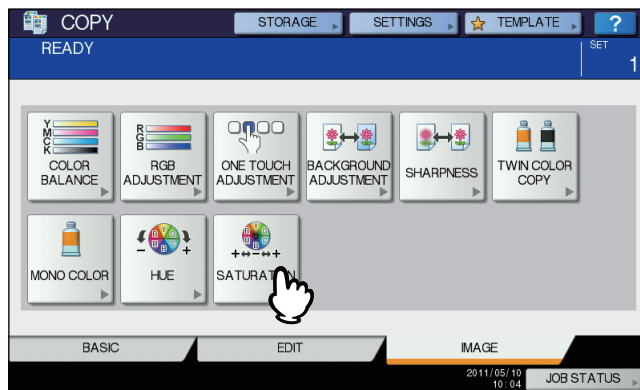 COPY
STORAGE
SETTINGS
TEMPLATE
?
READY
SET
1
Y
M
C
K
COLOR
BALANCE
R
G
B
RGB
ADJUSTMENT
ONE TOUCH
ADJUSTMENT
BACKGROUND
ADJUSTMENT
SHARPNESS
TWIN COLOR
COPY
MONO COLOR
- +
HUE
+⇔-⇔+
SATURATION
BASIC
EDIT
IMAGE
2011/05/10
10:04
JOB STATUS